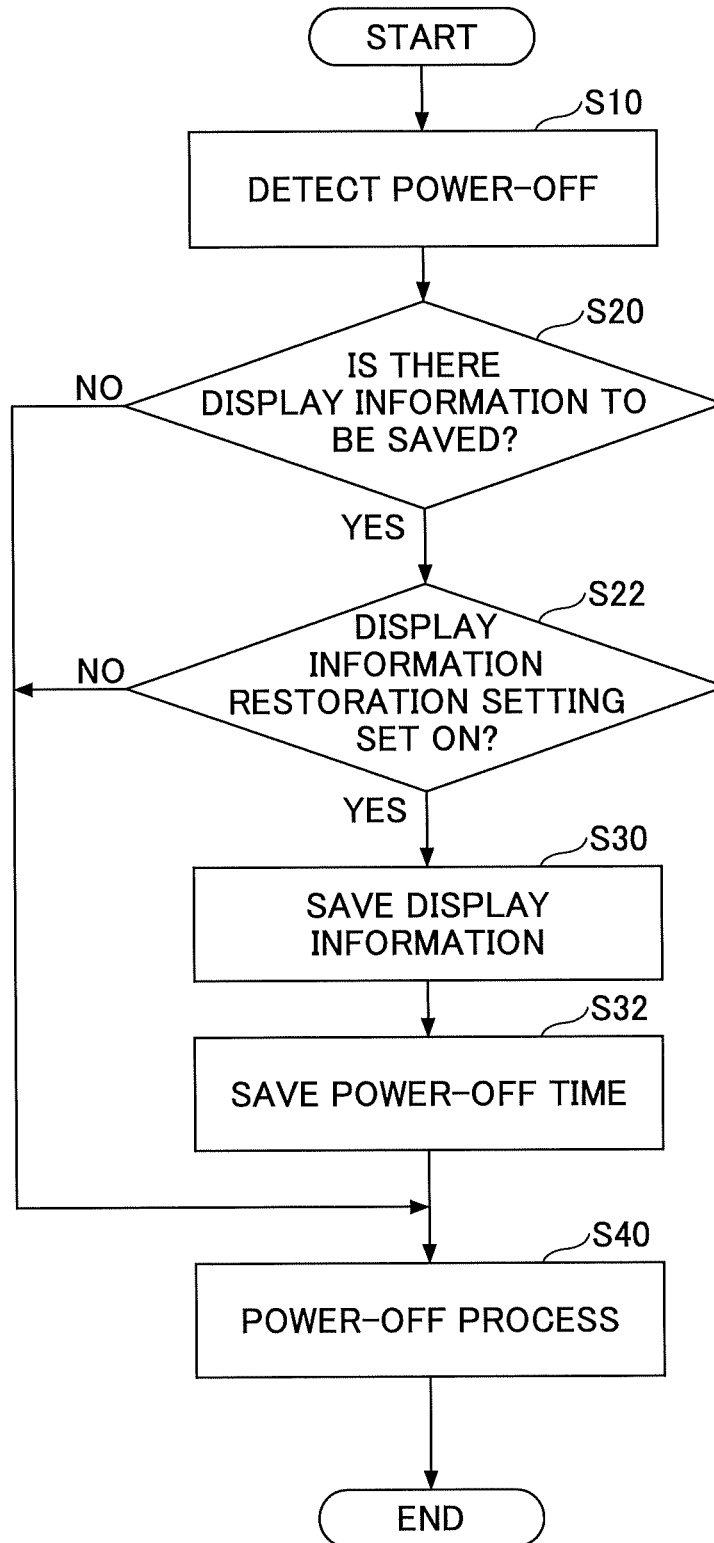 START
S10
DETECT POWER-OFF
S20
IS THERE
DISPLAY INFORMATION TO
BE SAVED?
NO
YES
S22
DISPLAY
INFORMATION
RESTORATION SETTING
SET ON?
NO
YES
S30
SAVE DISPLAY
INFORMATION
S32
SAVE POWER-OFF TIME
S40
POWER-OFF PROCESS
END